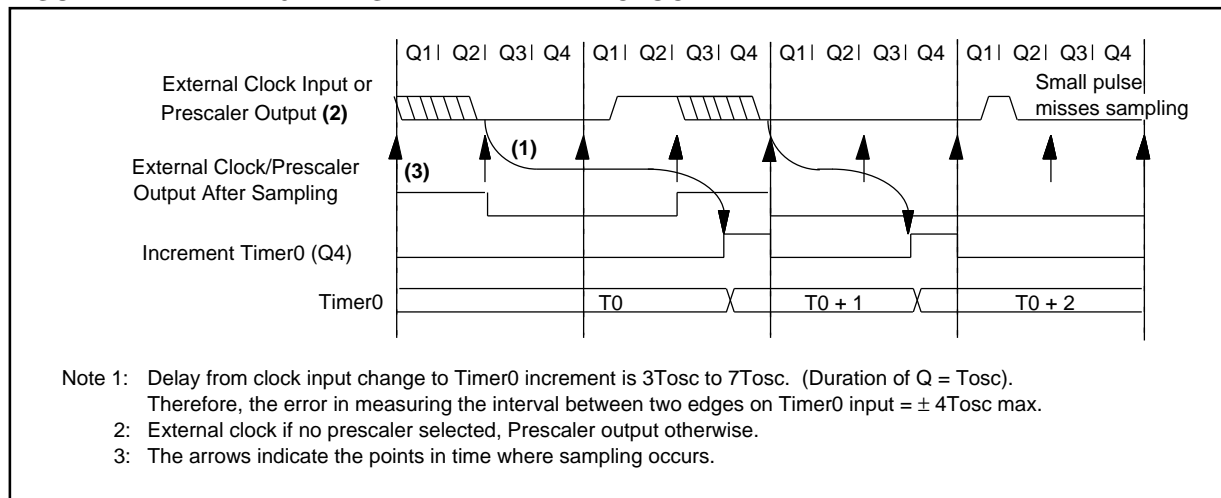 Q1| Q2| Q3| Q4 Q1| Q2| Q3| Q4 Q1| Q2| Q3| Q4 Q1| Q2| Q3| Q4
External Clock Input or
Prescaler Output (2)
Small pulse
misses sampling
(1)
(3)
External Clock/Prescaler
Output After Sampling
Increment Timer0 (Q4)
Timer0 T0 T0 + 1 T0 + 2
Note 1: Delay from clock input change to Timer0 increment is 3Tosc to 7Tosc. (Duration of Q = Tosc).
Therefore, the error in measuring the interval between two edges on Timer0 input = ± 4Tosc max.
2: External clock if no prescaler selected, Prescaler output otherwise.
3: The arrows indicate the points in time where sampling occurs.